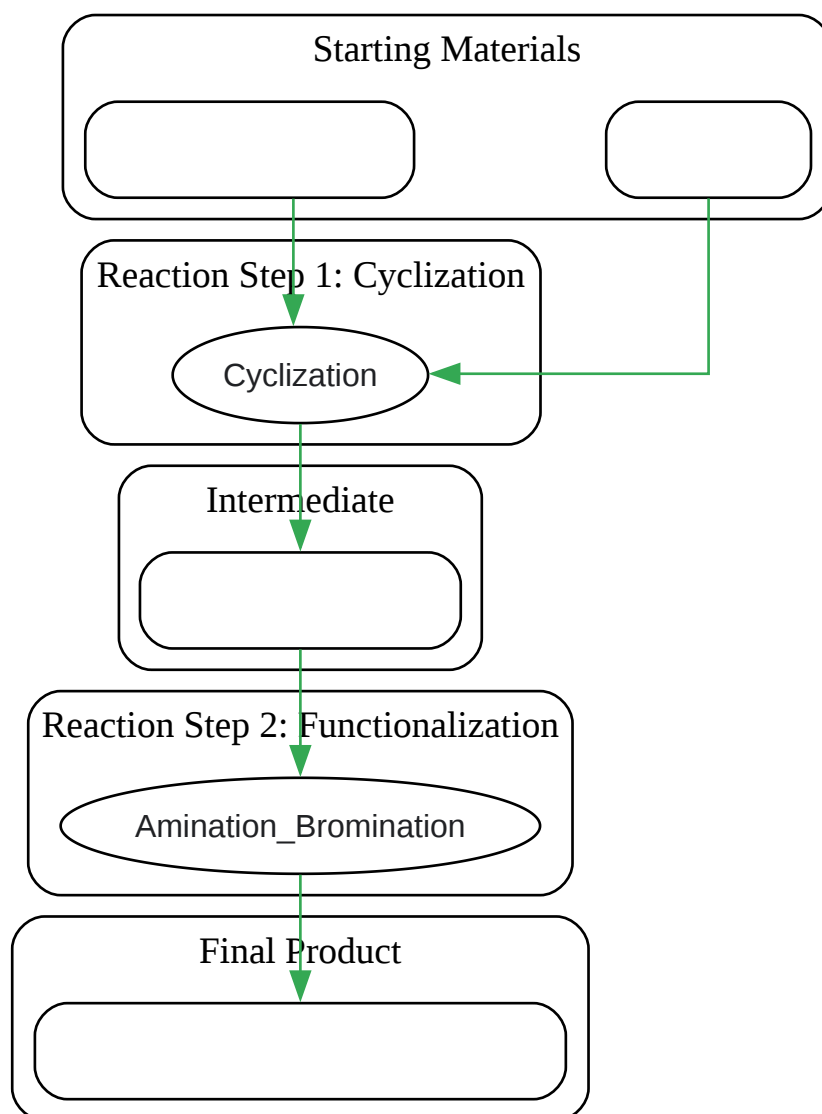 Starting Materials
Reaction Step 1: Cyclization
Cyclization
Intermediate
Reaction Step 2: Functionalization
Amination_Bromination
Final Product